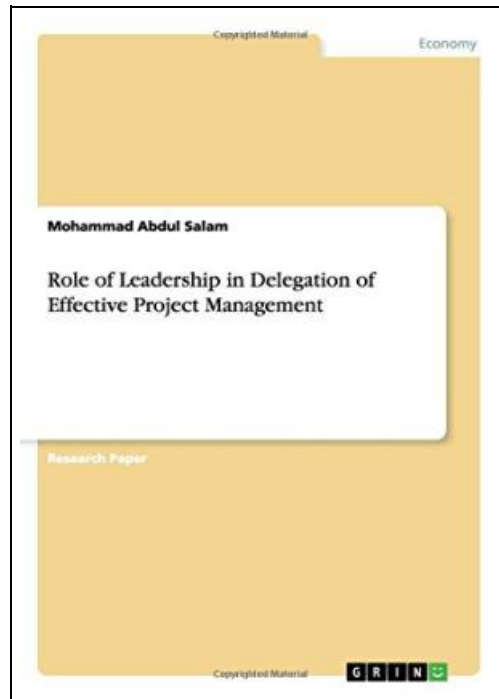 Copyrighted Material
Economy
Mohammad Abdul Salam
Role of Leadership in Delegation of
Effective Project Management
Research Paper
Copyrighted Material
GRIN